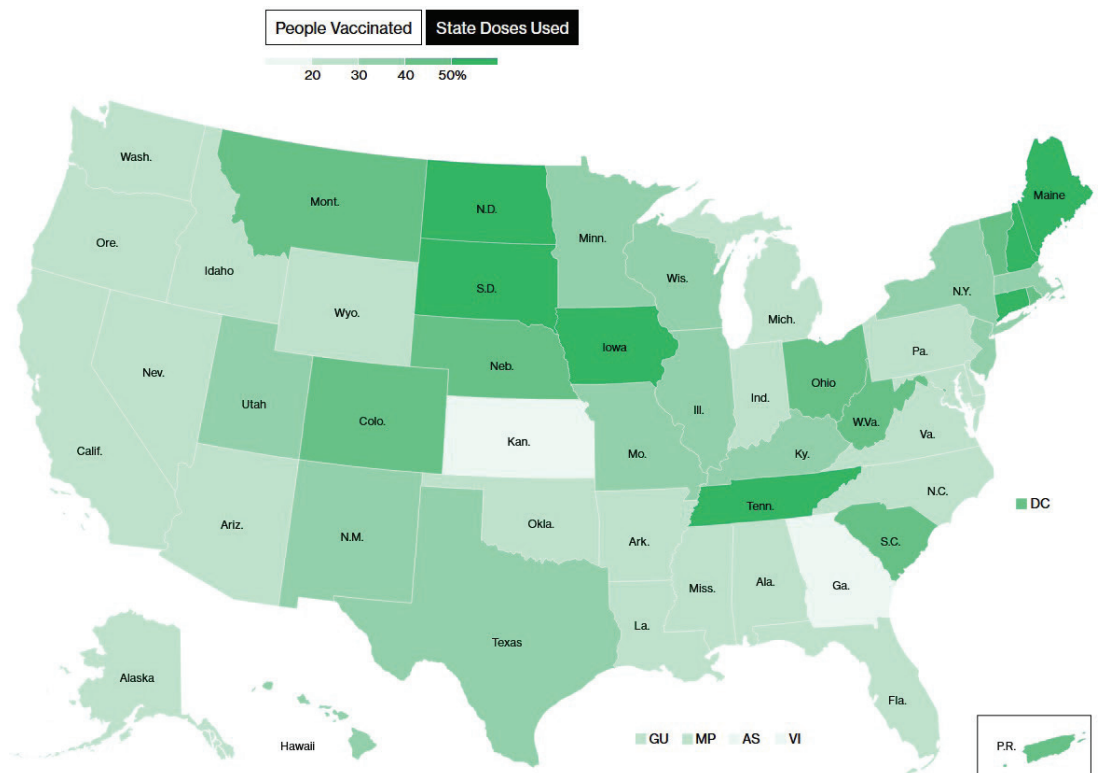 People Vaccinated State Doses Used
20 30 40 50%
Wash.
Maine
Mont.
N.D.
Minn.
Ore.
Idaho
Wis.
S.D.
N.Y.
Wyo.
Mich.
Iowa
Pa.
Neb.
Nev.
Ohio
Ind.
Utah
Ill.
Colo.
W.Va.
Va.
Kan.
Calif.
Mo.
Ky.
N.C.
DC
Tenn.
Ariz.
Okla.
N.M.
Ark.
S.C.
Miss.
Ala.
Ga.
La.
Texas
Alaska
Fla.
GU MP AS VI
Hawaii
P.R.